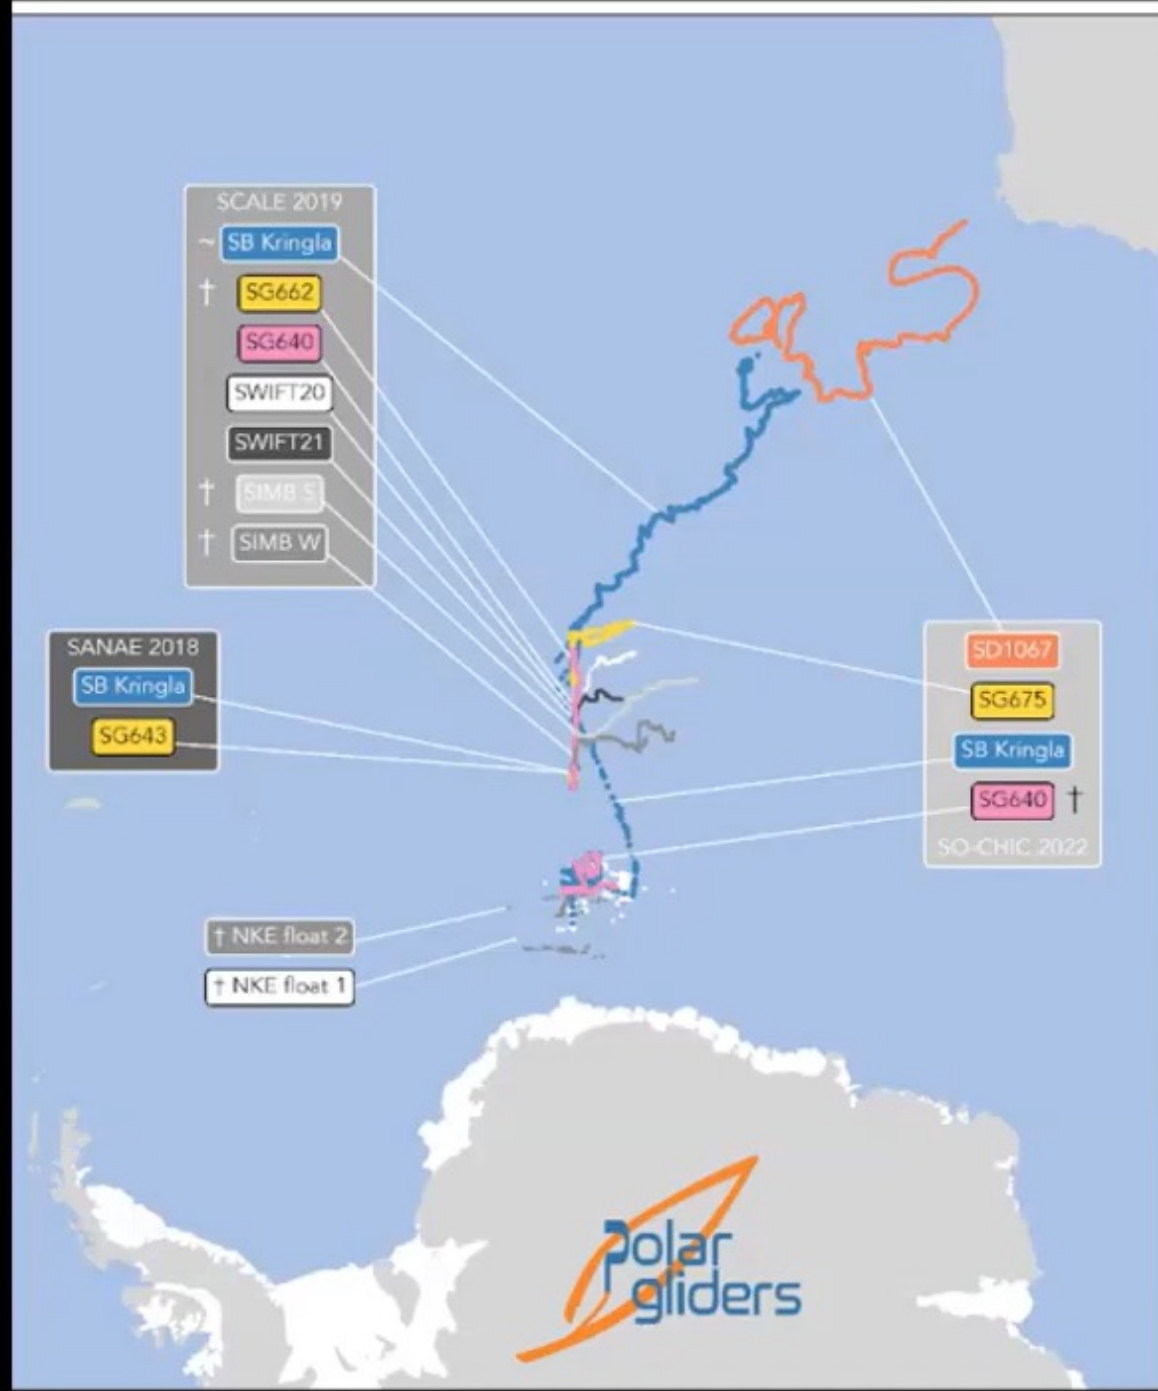 SCALE 2019
~ SB Kringla
† SG662
SG640
SWIFT20
SWIFT21
† SIMB S
† SIMB W
SANAE 2018
SB Kringla
SG643
SD1067
SG675
SB Kringla
SG640 †
SO-CHIC 2022
† NKE float 2
† NKE float 1
Polar
gliders